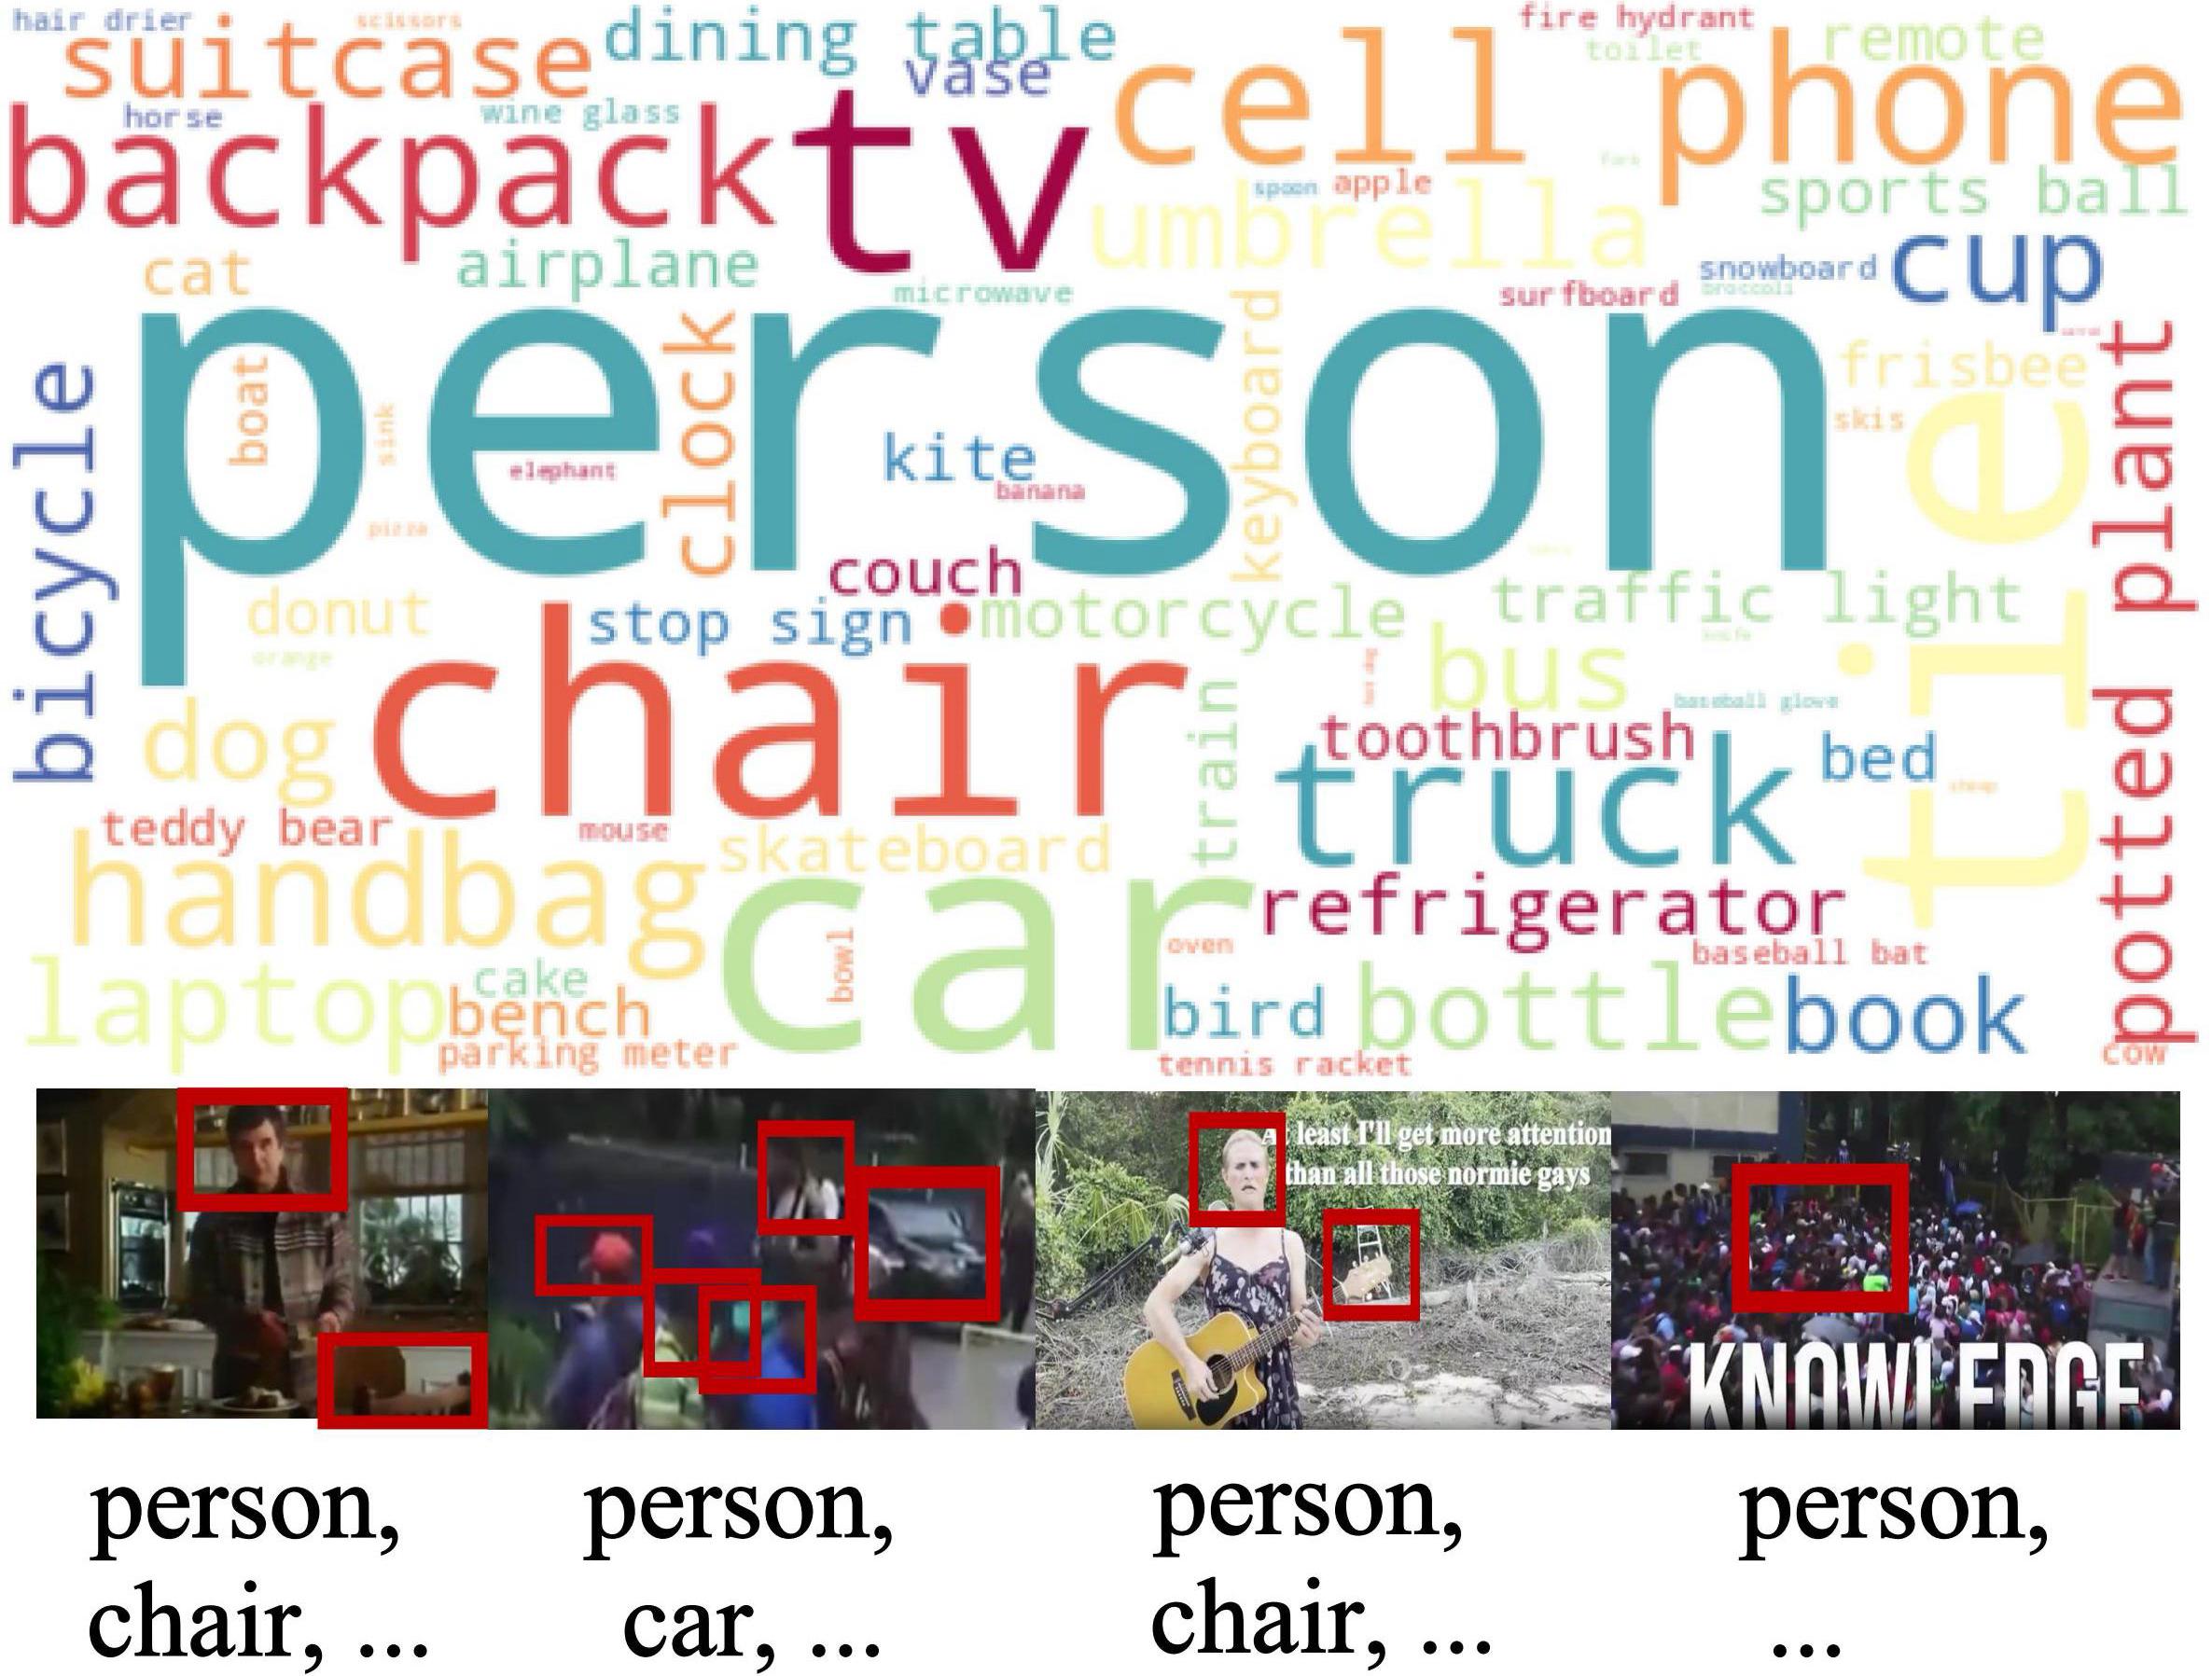 hair drier
scissors
suitcase
dining table
vase
cell phone
fire hydrant
toilet
remote
horse
wine glass
backpack
tv
fork
spoon
apple
umbrella
sports ball
cat
airplane
microwave
surfboard
snowboard
broccoli
cup
person
bicycle
boat
sink
elephant
clock
kite
banana
keyboard
frisbee
skis
tie
potted plant
pizza
couch
donut
orange
stop sign
motorcycle
traffic light
knife
chair
dog
train
hot dog
bus
baseball glove
toothbrush
truck
bed
sheep
teddy bear
mouse
skateboard
handbag
car
refrigerator
laptop
cake
bench
parking meter
bowl
oven
baseball bat
bird
bottle
book
tennis racket
cow
least I'll get more attention
than all those normie gays
KNOWLEDGE
person,
chair, ...
person,
car, ...
person,
chair, ...
person,
...